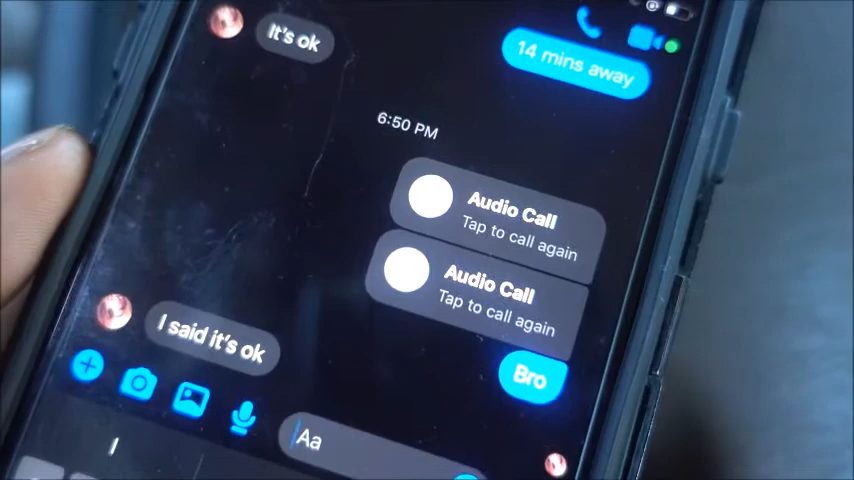 It's ok
14 mins away
6:50 PM
Audio Call
Tap to call again
Audio Call
Tap to call again
Bro
I said it's ok
Aa
I